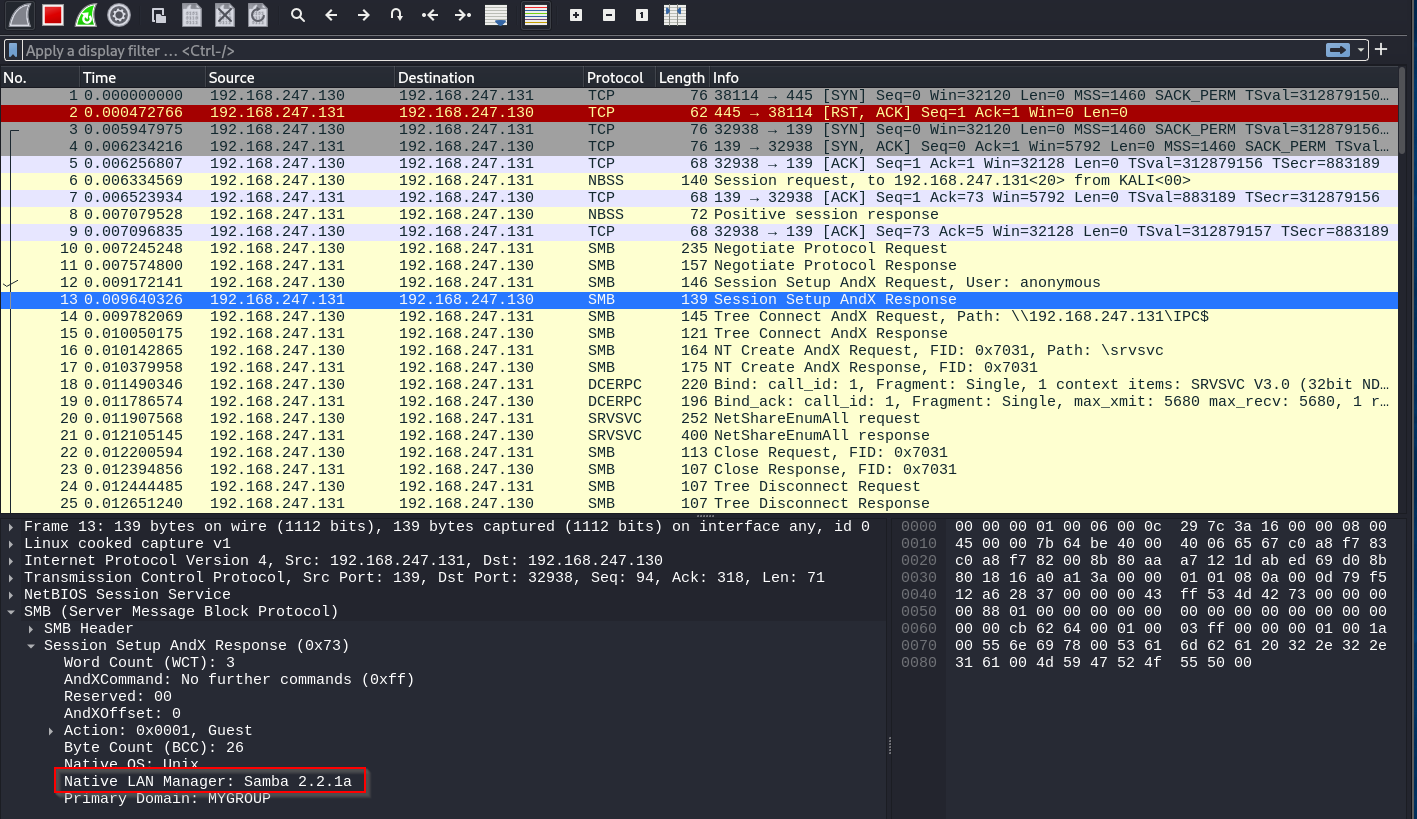 Apply a display filter … <Ctrl-/>
No. Time Source Destination Protocol Length Info
1 0.000000000 192.168.247.130 192.168.247.131 TCP 76 38114 → 445 [SYN] Seq=0 Win=32120 Len=0 MSS=1460 SACK_PERM TSval=312879150…
2 0.000472766 192.168.247.131 192.168.247.130 TCP 62 445 → 38114 [RST, ACK] Seq=1 Ack=1 Win=0 Len=0
3 0.005947975 192.168.247.130 192.168.247.131 TCP 76 32938 → 139 [SYN] Seq=0 Win=32120 Len=0 MSS=1460 SACK_PERM TSval=312879156…
4 0.006234216 192.168.247.131 192.168.247.130 TCP 76 139 → 32938 [SYN, ACK] Seq=0 Ack=1 Win=5792 Len=0 MSS=1460 SACK_PERM TSval…
5 0.006256807 192.168.247.130 192.168.247.131 TCP 68 32938 → 139 [ACK] Seq=1 Ack=1 Win=32128 Len=0 TSval=312879156 TSecr=883189
6 0.006334569 192.168.247.130 192.168.247.131 NBSS 140 Session request, to 192.168.247.131<20> from KALI<00>
7 0.006523934 192.168.247.131 192.168.247.130 TCP 68 139 → 32938 [ACK] Seq=1 Ack=73 Win=5792 Len=0 TSval=883189 TSecr=312879156
8 0.007079528 192.168.247.131 192.168.247.130 NBSS 72 Positive session response
9 0.007096835 192.168.247.130 192.168.247.131 TCP 68 32938 → 139 [ACK] Seq=73 Ack=5 Win=32128 Len=0 TSval=312879157 TSecr=883189
10 0.007245248 192.168.247.130 192.168.247.131 SMB 235 Negotiate Protocol Request
11 0.007574800 192.168.247.131 192.168.247.130 SMB 157 Negotiate Protocol Response
12 0.009172141 192.168.247.130 192.168.247.131 SMB 146 Session Setup AndX Request, User: anonymous
13 0.009640326 192.168.247.131 192.168.247.130 SMB 139 Session Setup AndX Response
14 0.009782069 192.168.247.130 192.168.247.131 SMB 145 Tree Connect AndX Request, Path: \\192.168.247.131\IPC$
15 0.010050175 192.168.247.131 192.168.247.130 SMB 121 Tree Connect AndX Response
16 0.010142865 192.168.247.130 192.168.247.131 SMB 164 NT Create AndX Request, FID: 0x7031, Path: \srvsvc
17 0.010379958 192.168.247.131 192.168.247.130 SMB 175 NT Create AndX Response, FID: 0x7031
18 0.011490346 192.168.247.130 192.168.247.131 DCERPC 220 Bind: call_id: 1, Fragment: Single, 1 context items: SRVSVC V3.0 (32bit ND…
19 0.011786574 192.168.247.131 192.168.247.130 DCERPC 196 Bind_ack: call_id: 1, Fragment: Single, max_xmit: 5680 max_recv: 5680, 1 r…
20 0.011907568 192.168.247.130 192.168.247.131 SRVSVC 252 NetShareEnumAll request
21 0.012105145 192.168.247.131 192.168.247.130 SRVSVC 400 NetShareEnumAll response
22 0.012200594 192.168.247.130 192.168.247.131 SMB 113 Close Request, FID: 0x7031
23 0.012394856 192.168.247.131 192.168.247.130 SMB 107 Close Response, FID: 0x7031
24 0.012444485 192.168.247.130 192.168.247.131 SMB 107 Tree Disconnect Request
25 0.012651240 192.168.247.131 192.168.247.130 SMB 107 Tree Disconnect Response
Frame 13: 139 bytes on wire (1112 bits), 139 bytes captured (1112 bits) on interface any, id 0
Linux cooked capture v1
Internet Protocol Version 4, Src: 192.168.247.131, Dst: 192.168.247.130
Transmission Control Protocol, Src Port: 139, Dst Port: 32938, Seq: 94, Ack: 318, Len: 71
NetBIOS Session Service
SMB (Server Message Block Protocol)
SMB Header
Session Setup AndX Response (0x73)
Word Count (WCT): 3
AndXCommand: No further commands (0xff)
Reserved: 00
AndXOffset: 0
Action: 0x0001, Guest
Byte Count (BCC): 26
Native OS: Unix
Native LAN Manager: Samba 2.2.1a
Primary Domain: MYGROUP
0000 00 00 00 01 00 06 00 0c 29 7c 3a 16 00 00 08 00
0010 45 00 00 7b 64 be 40 00 40 06 65 67 c0 a8 f7 83
0020 c0 a8 f7 82 00 8b 80 aa a7 12 1d ab ed 69 d0 8b
0030 80 18 16 a0 a1 3a 00 00 01 01 08 0a 00 0d 79 f5
0040 12 a6 28 37 00 00 00 43 ff 53 4d 42 73 00 00 00
0050 00 88 01 00 00 00 00 00 00 00 00 00 00 00 00 00
0060 00 00 cb 62 64 00 01 00 03 ff 00 00 00 01 00 1a
0070 00 55 6e 69 78 00 53 61 6d 62 61 20 32 2e 32 2e
0080 31 61 00 4d 59 47 52 4f 55 50 00